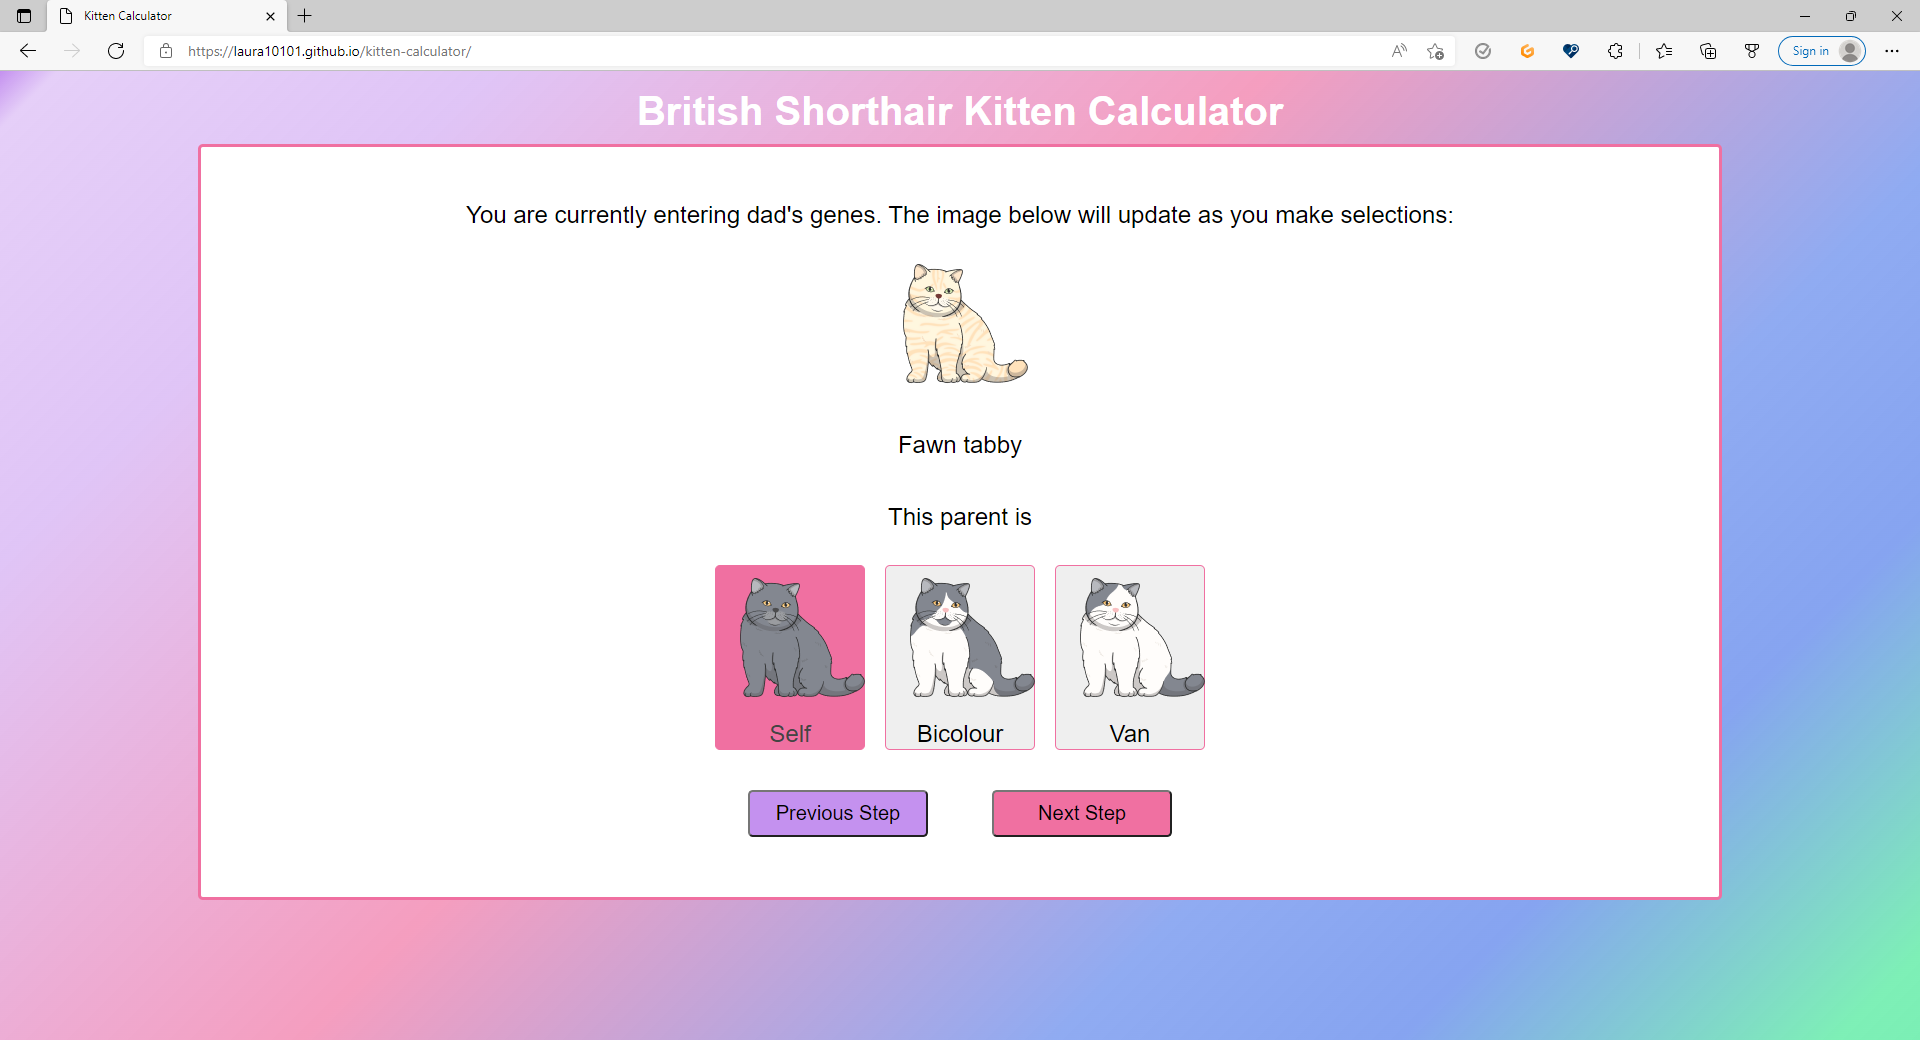 Kitten Calculator
https://laura10101.github.io/kitten-calculator/
Sign in
British Shorthair Kitten Calculator
You are currently entering dad's genes. The image below will update as you make selections:
Fawn tabby
This parent is
Self
Bicolour
Van
Previous Step
Next Step